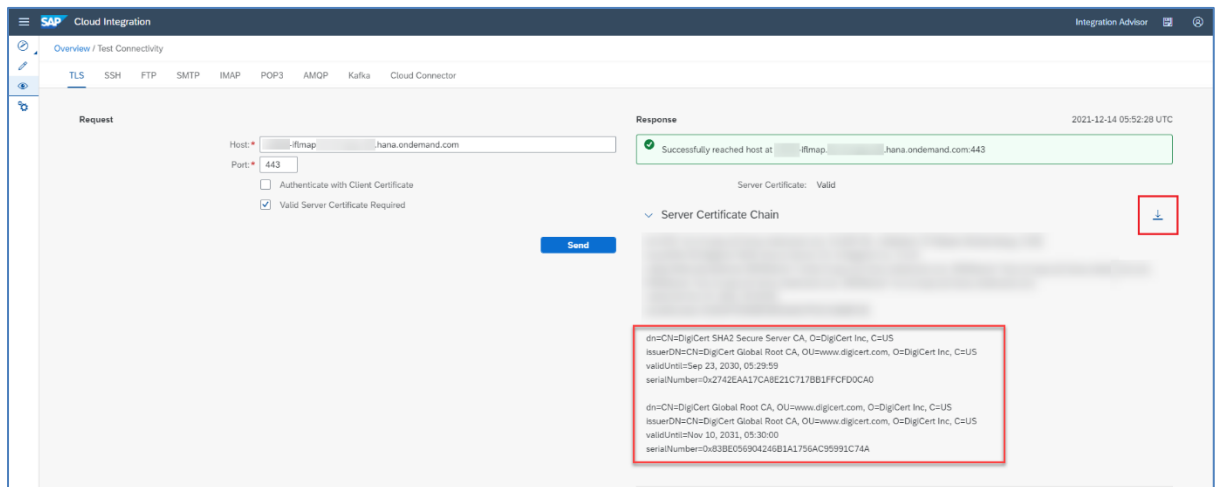 SAP Cloud Integration
Integration Advisor
Overview / Test Connectivity
TLS SSH FTP SMTP IMAP POP3 AMQP Kafka Cloud Connector
Request
Host:* -iflmap .hana.ondemand.com
Port:* 443
Authenticate with Client Certificate
Valid Server Certificate Required
Send
Response
2021-12-14 05:52:28 UTC
Successfully reached host at -iflmap. .hana.ondemand.com:443
Server Certificate: Valid
Server Certificate Chain
dn=CN=DigiCert SHA2 Secure Server CA, O=DigiCert Inc, C=US
issuerDN=CN=DigiCert Global Root CA, OU=www.digicert.com, O=DigiCert Inc, C=US
validUntil=Sep 23, 2030, 05:29:59
serialNumber=0x2742EAA17CA8E21C717BB1FFCFD0CA0
dn=CN=DigiCert Global Root CA, OU=www.digicert.com, O=DigiCert Inc, C=US
issuerDN=CN=DigiCert Global Root CA, OU=www.digicert.com, O=DigiCert Inc, C=US
validUntil=Nov 10, 2031, 05:30:00
serialNumber=0x83BE056904246B1A1756AC95991C74A